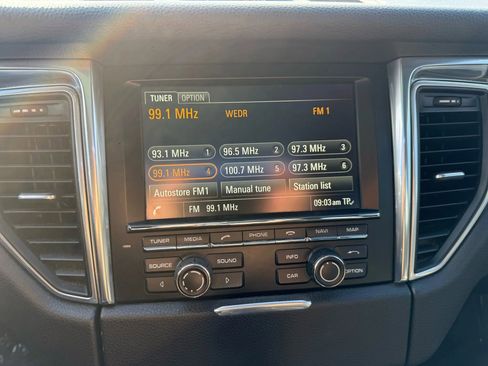 TUNER OPTION
99.1 MHz WEDR FM 1
93.1 MHz 1 96.5 MHz 2 97.3 MHz 3
99.1 MHz 4 100.7 MHz 5 97.3 MHz 6
Autostore FM1 Manual tune Station list
FM 99.1 MHz 09:03 am TP
TUNER MEDIA PHONE NAVI MAP
SOURCE SOUND INFO
CAR OPTION